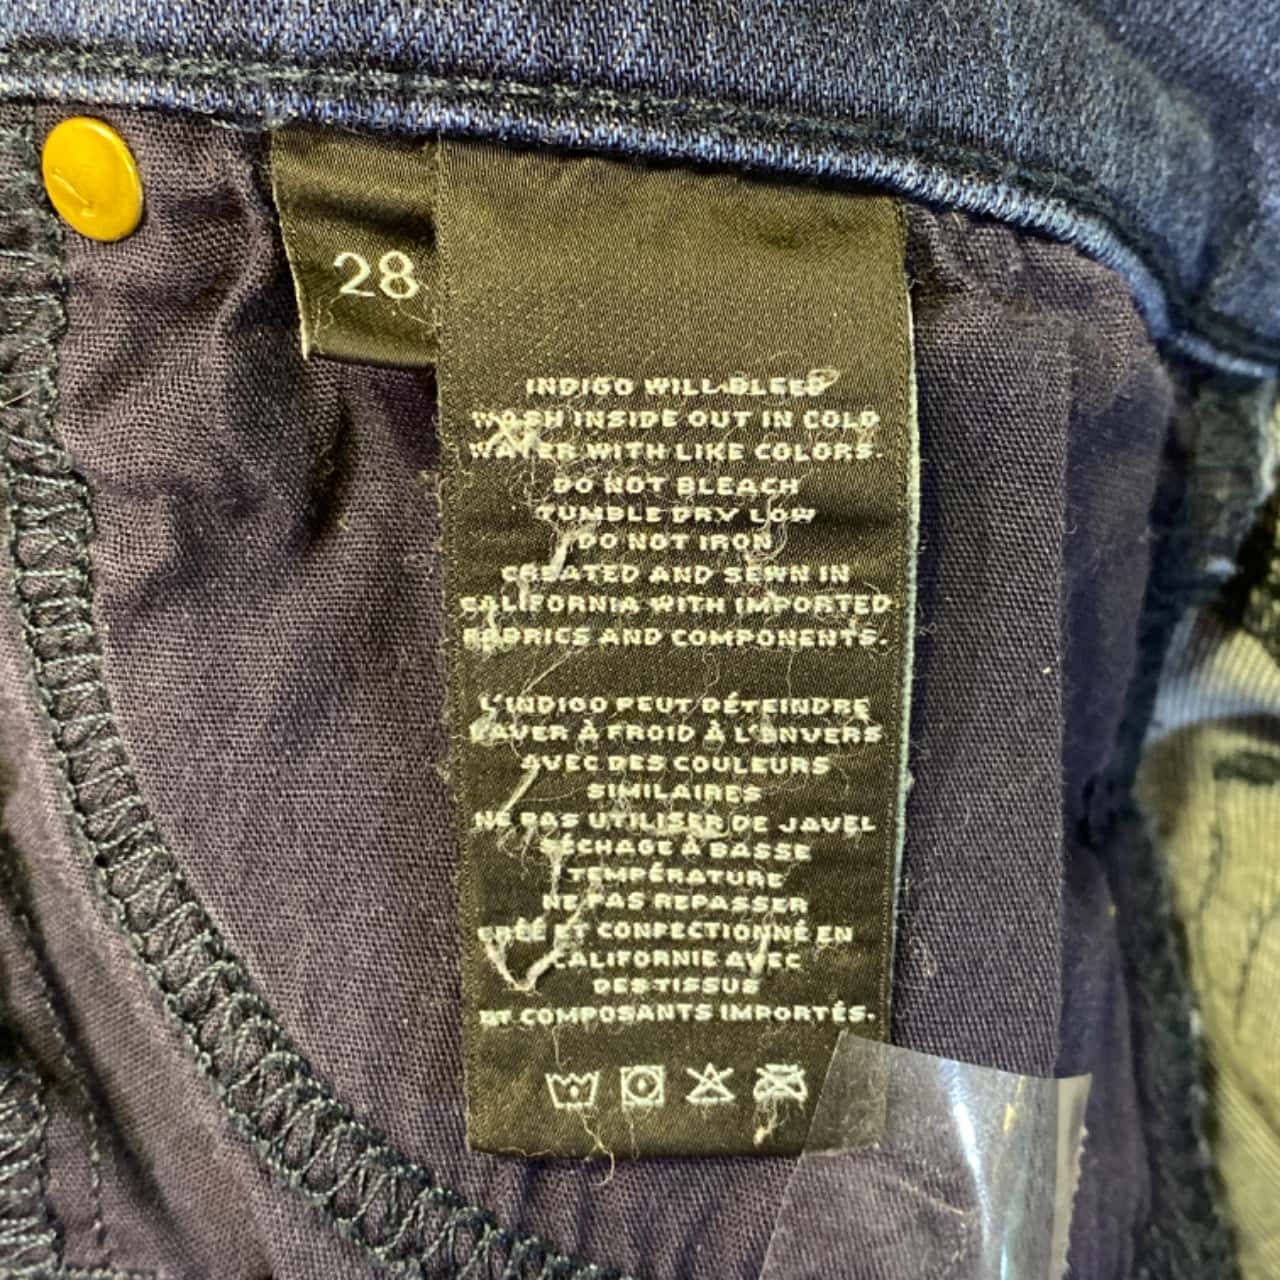 28
INDIGO WILL BLEED
WASH INSIDE OUT IN COLD
WATER WITH LIKE COLORS.
DO NOT BLEACH
TUMBLE DRY LOW
DO NOT IRON
CREATED AND SEWN IN
CALIFORNIA WITH IMPORTED
FABRICS AND COMPONENTS.
L'INDIGO PEUT DÉTEINDRE
LAVER À FROID À L'ENVERS
AVEC DES COULEURS
SIMILAIRES
NE PAS UTILISER DE JAVEL
SÉCHAGE À BASSE
TEMPÉRATURE
NE PAS REPASSER
CRÉÉ ET CONFECTIONNÉ EN
CALIFORNIE AVEC
DES TISSUS
ET COMPOSANTS IMPORTÉS.